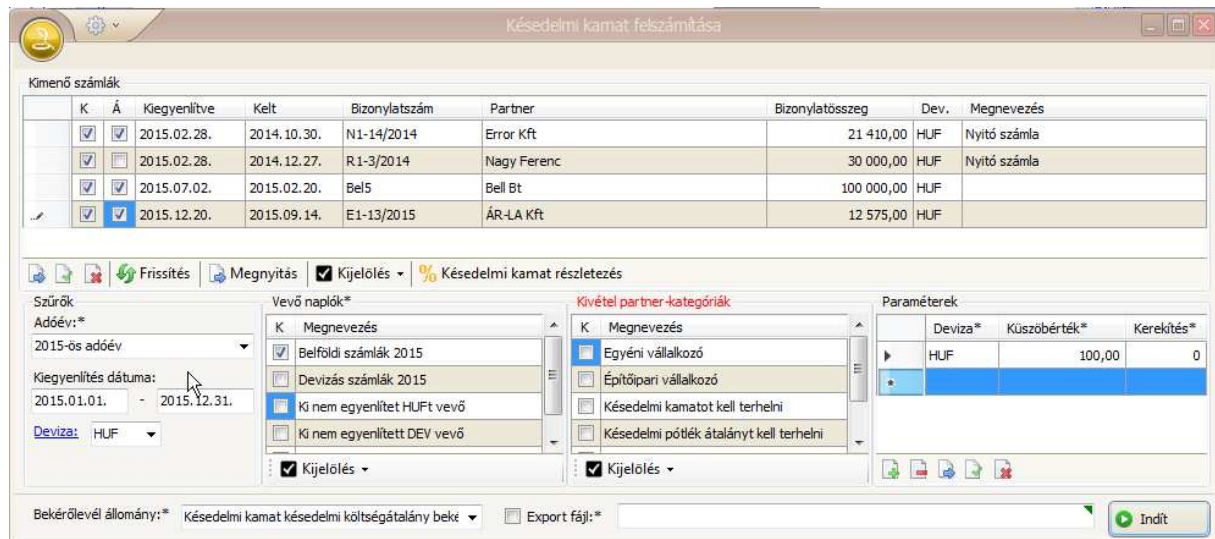 Késedelmi kamat felszámítása
Kimenő számlák
K Á Kiegyenlítve Kelt Bizonylatszám Partner Bizonylatösszeg Dev. Megnevezés
2015.02.28. 2014.10.30. N1-14/2014 Error Kft 21 410,00 HUF Nyitó számla
2015.02.28. 2014.12.27. R1-3/2014 Nagy Ferenc 30 000,00 HUF Nyitó számla
2015.07.02. 2015.02.20. Bel5 Bell Bt 100 000,00 HUF
2015.12.20. 2015.09.14. E1-13/2015 ÁR-LA Kft 12 575,00 HUF
Frissítés Megnyitás Kijelölés % Késedelmi kamat részletezés
Szűrők
Adóév:*
2015-ös adóév
Kiegyenlítés dátuma:
2015.01.01. - 2015.12.31.
Deviza: HUF
Vevő naplók*
K Megnevezés
Belföldi számlák 2015
Devizás számlák 2015
Ki nem egyenlítet HUFt vevő
Ki nem egyenlített DEV vevő
Kijelölés
Kivétel partner-kategóriák
K Megnevezés
Egyéni vállalkozó
Építőipari vállalkozó
Késedelmi kamatot kell terhelni
Késedelmi pótlék átalányt kell terhelni
Kijelölés
Paraméterek
Deviza* Küszöbérték* Kerekítés*
HUF 100,00 0
Bekérőlevél állomány:* Késedelmi kamat késedelmi költségátalány beké Export fájl:* Indít